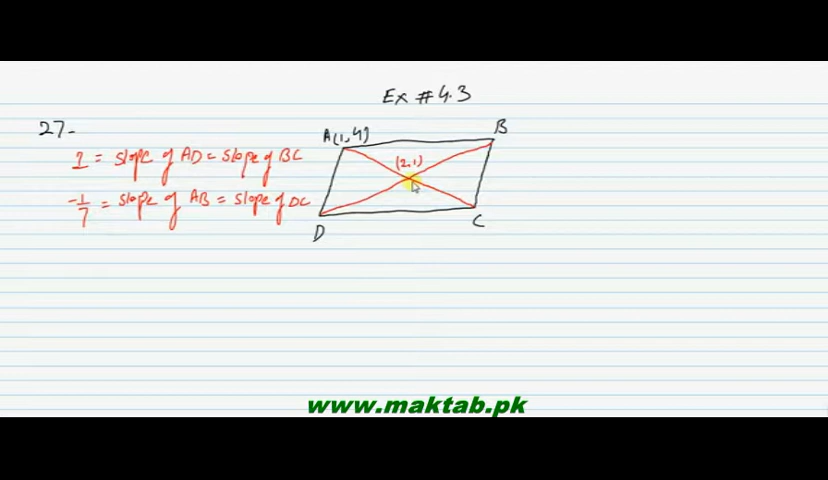 Ex # 4.3
27-
A(1,4)
B
1 = slope of AD = slope of BC
(2,1)
-1/7 = slope of AB = slope of DC
C
D
www.maktab.pk